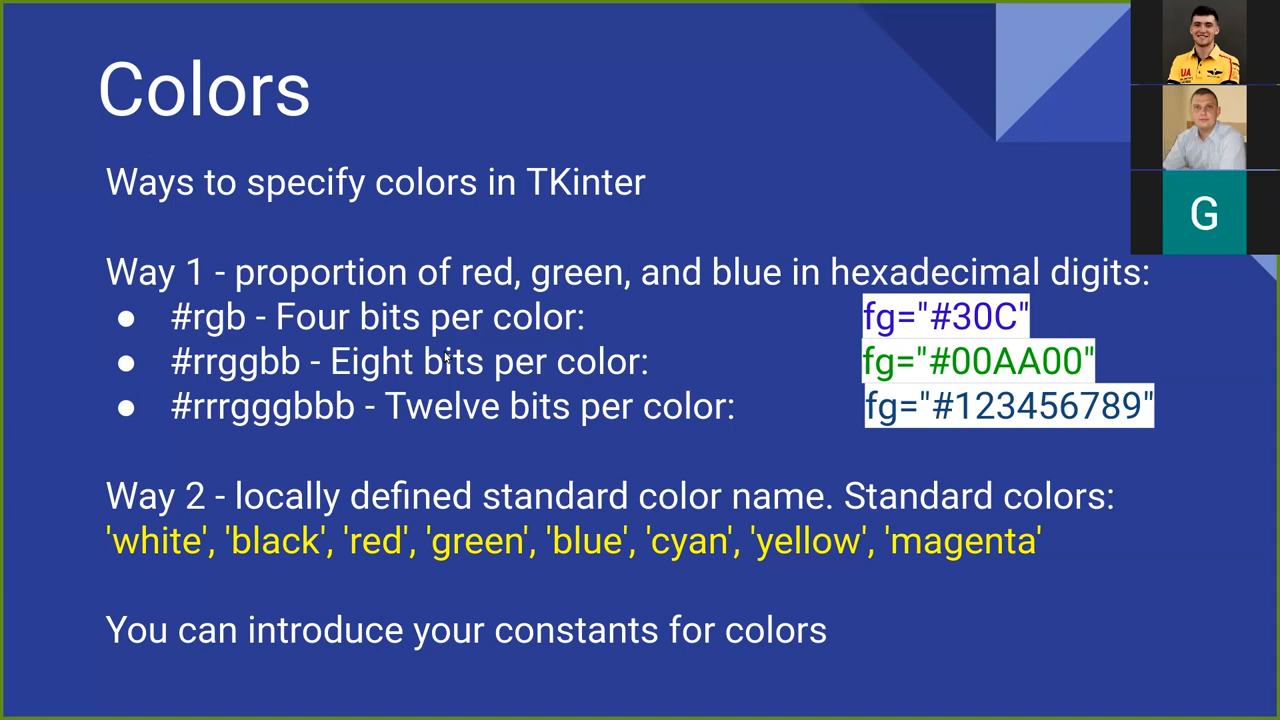 Colors
Ways to specify colors in TKinter
Way 1 - proportion of red, green, and blue in hexadecimal digits:
● #rgb - Four bits per color: fg="#30C"
● #rrggbb - Eight bits per color: fg="#00AA00"
● #rrrgggbbb - Twelve bits per color: fg="#123456789"
Way 2 - locally defined standard color name. Standard colors:
'white', 'black', 'red', 'green', 'blue', 'cyan', 'yellow', 'magenta'
You can introduce your constants for colors
UA
G